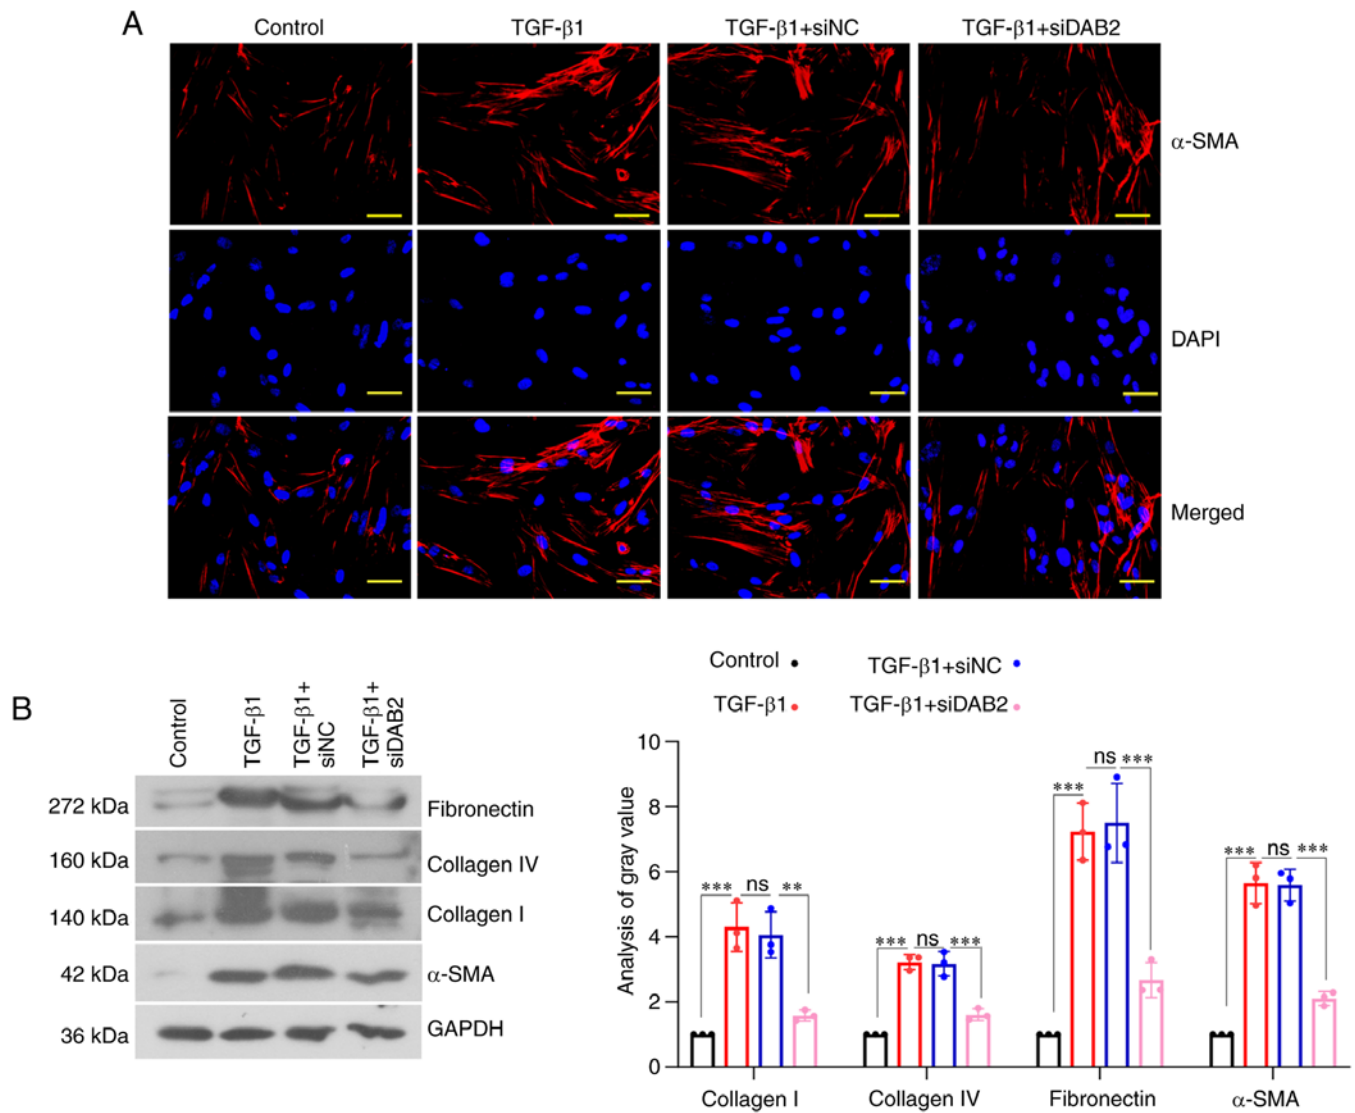 A
Control
TGF-β1
TGF-β1+siNC
TGF-β1+siDAB2
α-SMA
DAPI
Merged
B
Control
TGF-β1
TGF-β1+
siNC
TGF-β1+
siDAB2
272 kDa
Fibronectin
160 kDa
Collagen IV
140 kDa
Collagen I
42 kDa
α-SMA
36 kDa
GAPDH
Control
TGF-β1+siNC
TGF-β1
TGF-β1+siDAB2
Analysis of gray value
10
8
6
4
2
0
*** ns **
*** ns ***
*** ns ***
*** ns ***
Collagen I
Collagen IV
Fibronectin
α-SMA